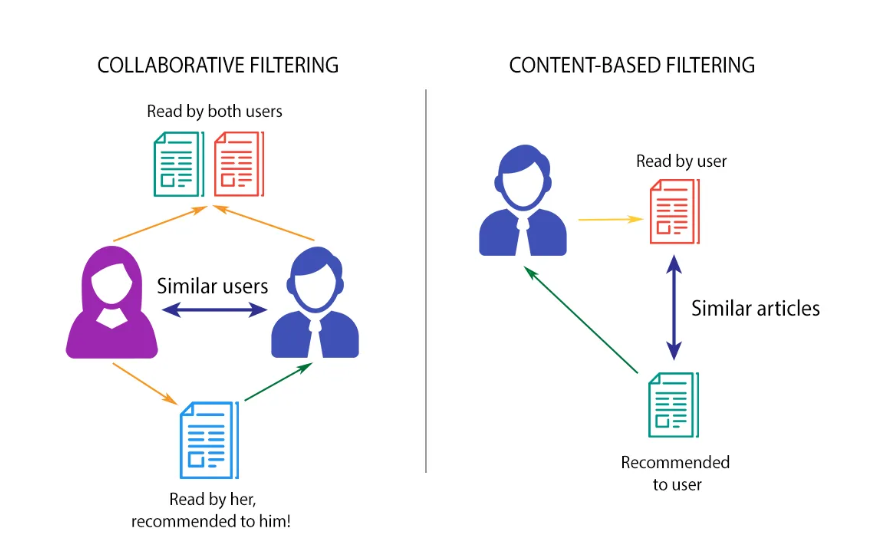 COLLABORATIVE FILTERING
Read by both users
Similar users
Read by her,
recommended to him!
CONTENT-BASED FILTERING
Read by user
Similar articles
Recommended
to user